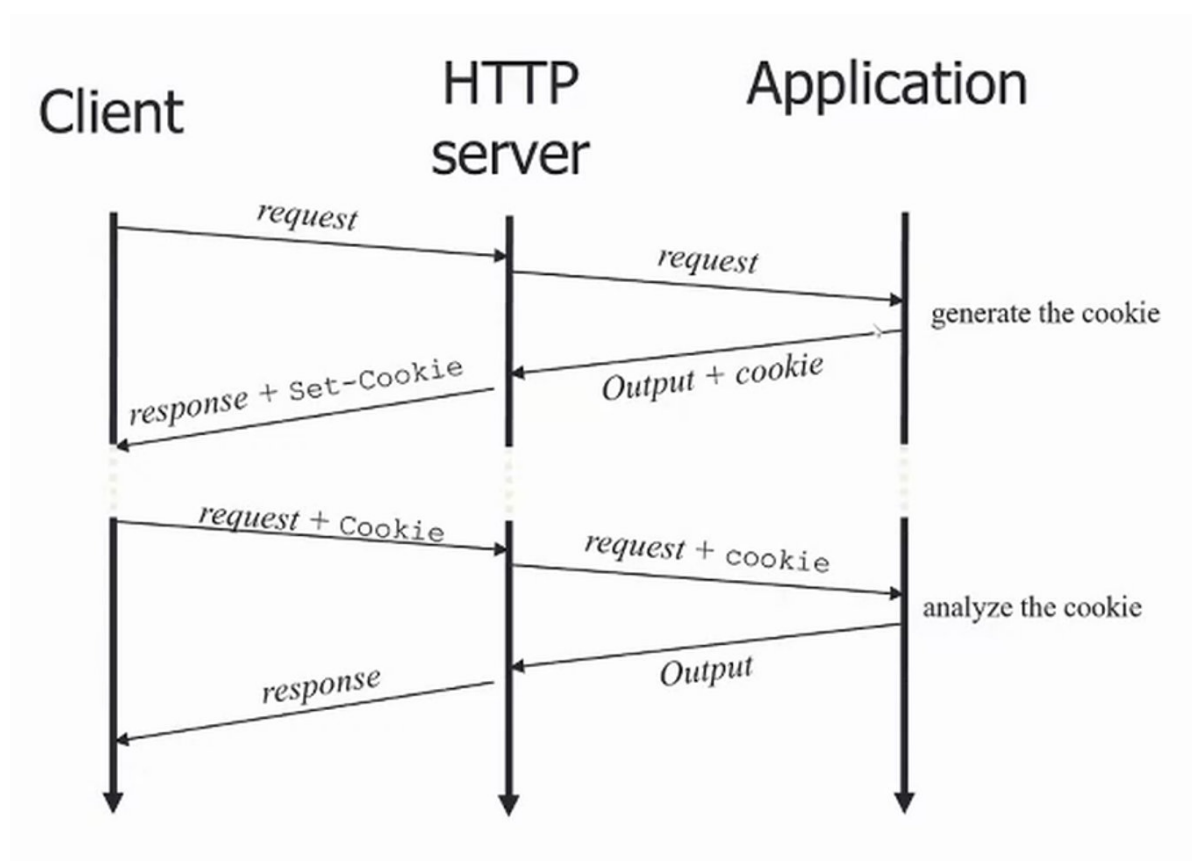 Client
HTTP
server
Application
request
request
generate the cookie
Output + cookie
response + Set-Cookie
request + Cookie
request + cookie
analyze the cookie
Output
response